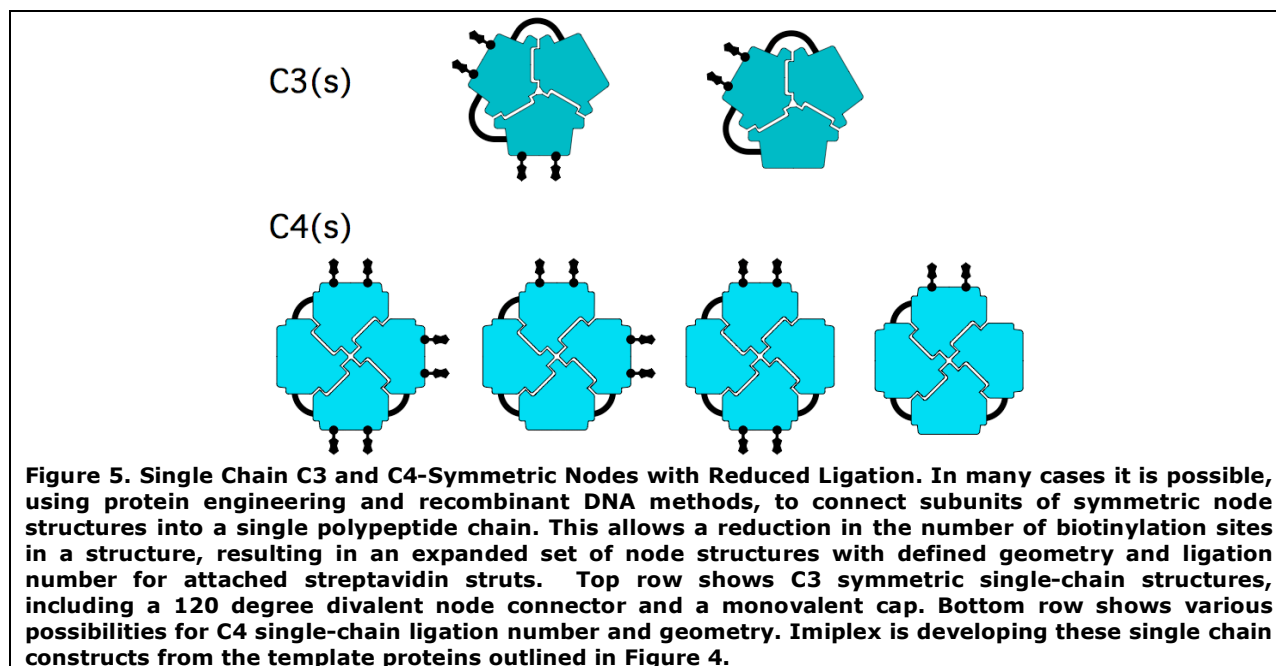 C3(s)
C4(s)
Figure 5. Single Chain C3 and C4-Symmetric Nodes with Reduced Ligation. In many cases it is possible,
using protein engineering and recombinant DNA methods, to connect subunits of symmetric node
structures into a single polypeptide chain. This allows a reduction in the number of biotinylation sites
in a structure, resulting in an expanded set of node structures with defined geometry and ligation
number for attached streptavidin struts. Top row shows C3 symmetric single-chain structures,
including a 120 degree divalent node connector and a monovalent cap. Bottom row shows various
possibilities for C4 single-chain ligation number and geometry. Imiplex is developing these single chain
constructs from the template proteins outlined in Figure 4.